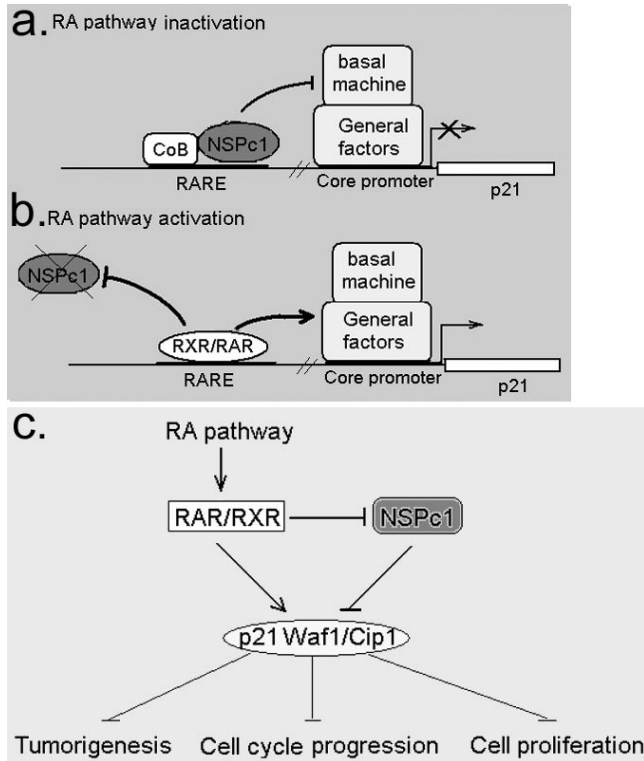 a. RA pathway inactivation
basal
machine
General
factors
CoB
NSPc1
RARE
Core promoter
p21
b. RA pathway activation
NSPc1
basal
machine
General
factors
RXR/RAR
RARE
Core promoter
p21
c.
RA pathway
RAR/RXR
NSPc1
p21 Waf1/Cip1
Tumorigenesis
Cell cycle progression
Cell proliferation